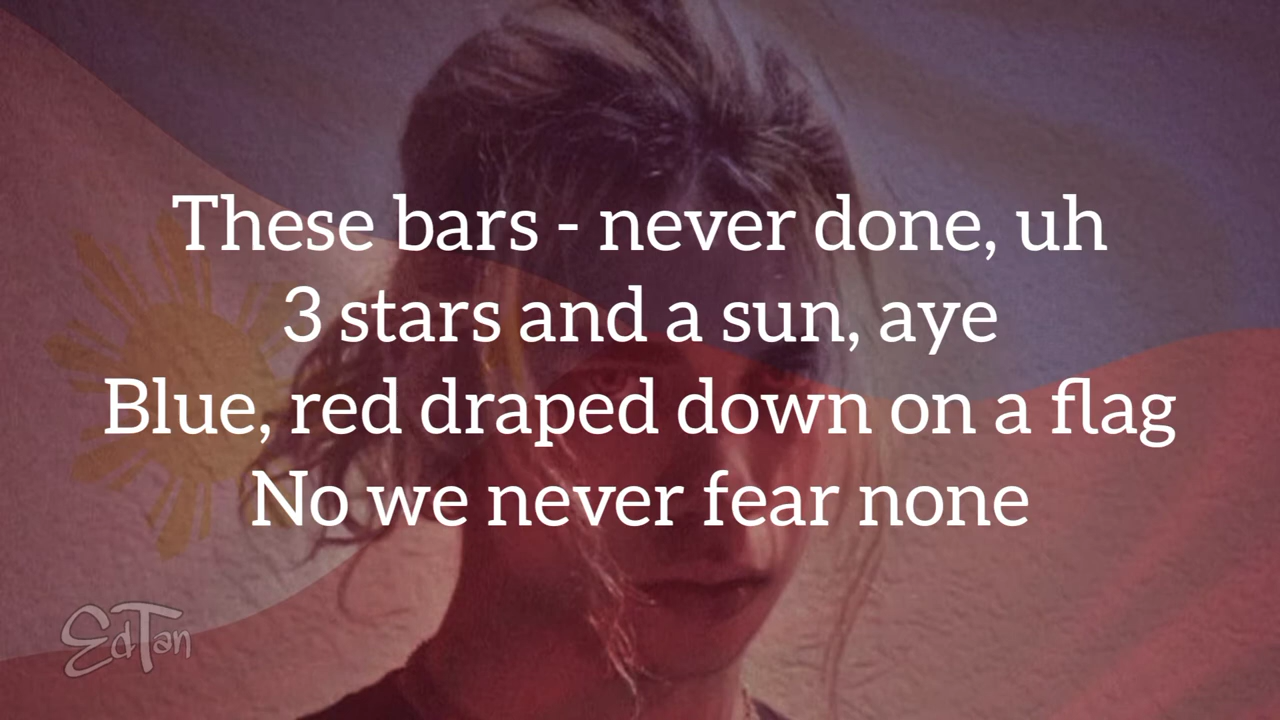 These bars - never done, uh
3 stars and a sun, aye
Blue, red draped down on a flag
No we never fear none
EdTan